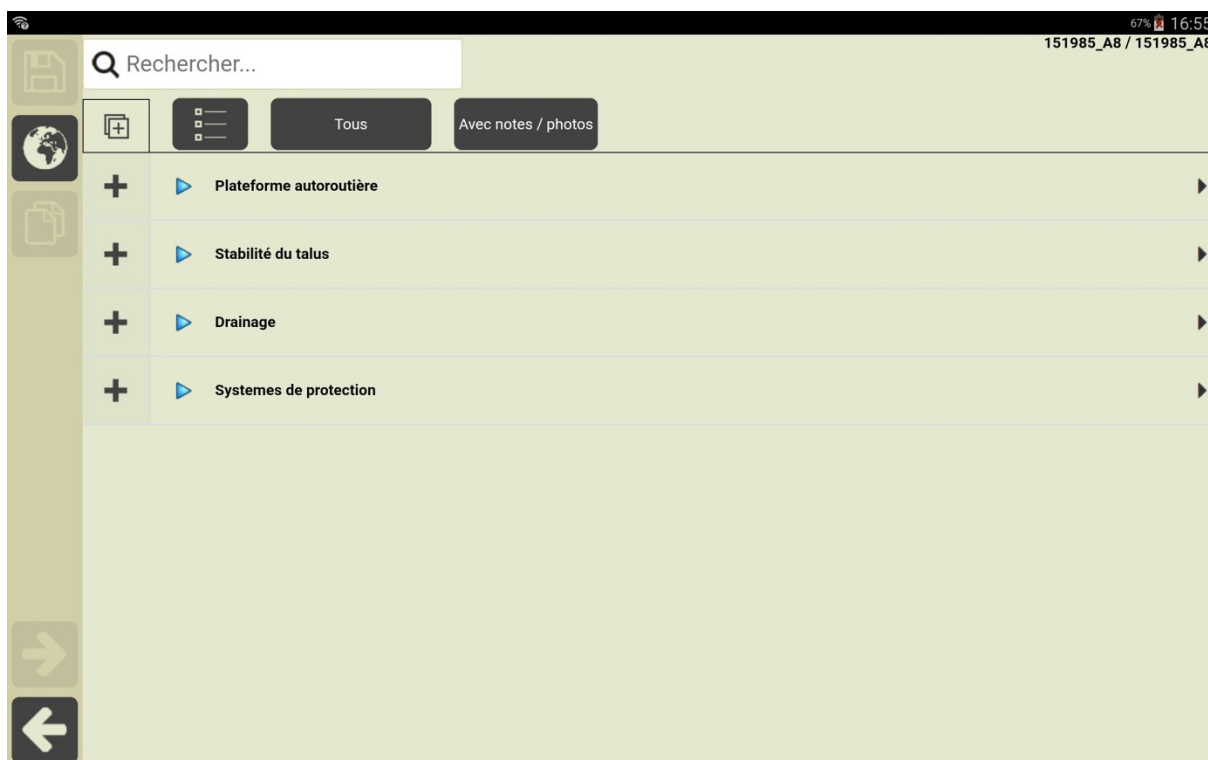 67% 16:55
151985_A8 / 151985_A8
Rechercher...
Tous
Avec notes / photos
Plateforme autoroutière
Stabilité du talus
Drainage
Systemes de protection